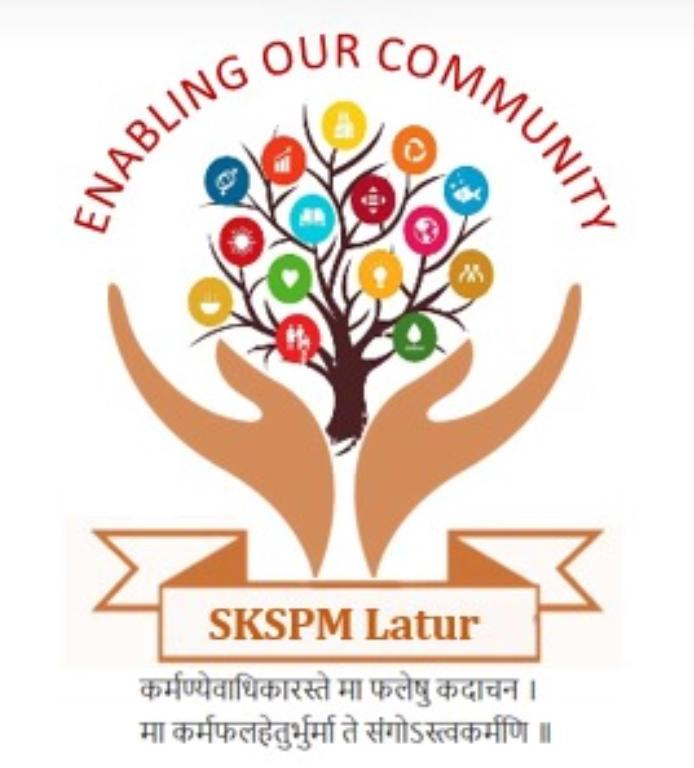 ENABLING OUR COMMUNITY
SKSPM Latur
कर्मण्येवाधिकारस्ते मा फलेषु कदाचन ।
मा कर्मफलहेतुर्भुर्मा ते संगोऽस्त्वकर्मणि ॥